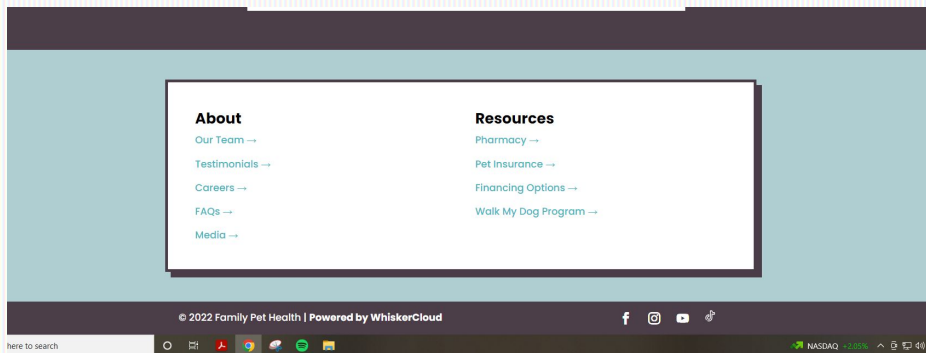 About
Our Team →
Testimonials →
Careers →
FAQs →
Media →
Resources
Pharmacy →
Pet Insurance →
Financing Options →
Walk My Dog Program →
© 2022 Family Pet Health | Powered by WhiskerCloud
here to search
NASDAQ +2.05%